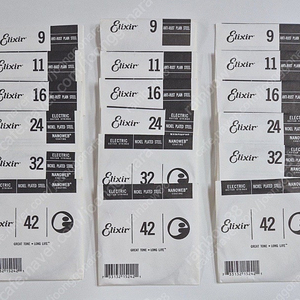 Elixir 9 ANTI-RUST PLAIN STEEL
Elixir 11 ANTI-RUST PLAIN STEEL
Elixir 16 ANTI-RUST PLAIN STEEL
ELECTRIC NICKEL PLATED STEEL NANOWEB
Elixir 24
Elixir 32
ELECTRIC NICKEL PLATED STEEL NANOWEB
Elixir 42
GREAT TONE • LONG LIFE
Elixir 9 ANTI-RUST PLAIN STEEL
Elixir 11 ANTI-RUST PLAIN STEEL
Elixir 16 ANTI-RUST PLAIN STEEL
Elixir 24 ELECTRIC NICKEL PLATED STEEL NANOWEB
Elixir 32
ELECTRIC NICKEL PLATED STEEL NANOWEB
Elixir 42
GREAT TONE • LONG LIFE
Elixir 9 ANTI-RUST PLAIN STEEL
Elixir 11 ANTI-RUST PLAIN STEEL
Elixir 16 ANTI-RUST PLAIN STEEL
ELECTRIC NICKEL PLATED STEEL NANOWEB
Elixir 24
Elixir 32
ELECTRIC NICKEL PLATED STEEL NANOWEB
Elixir 42
GREAT TONE • LONG LIFE